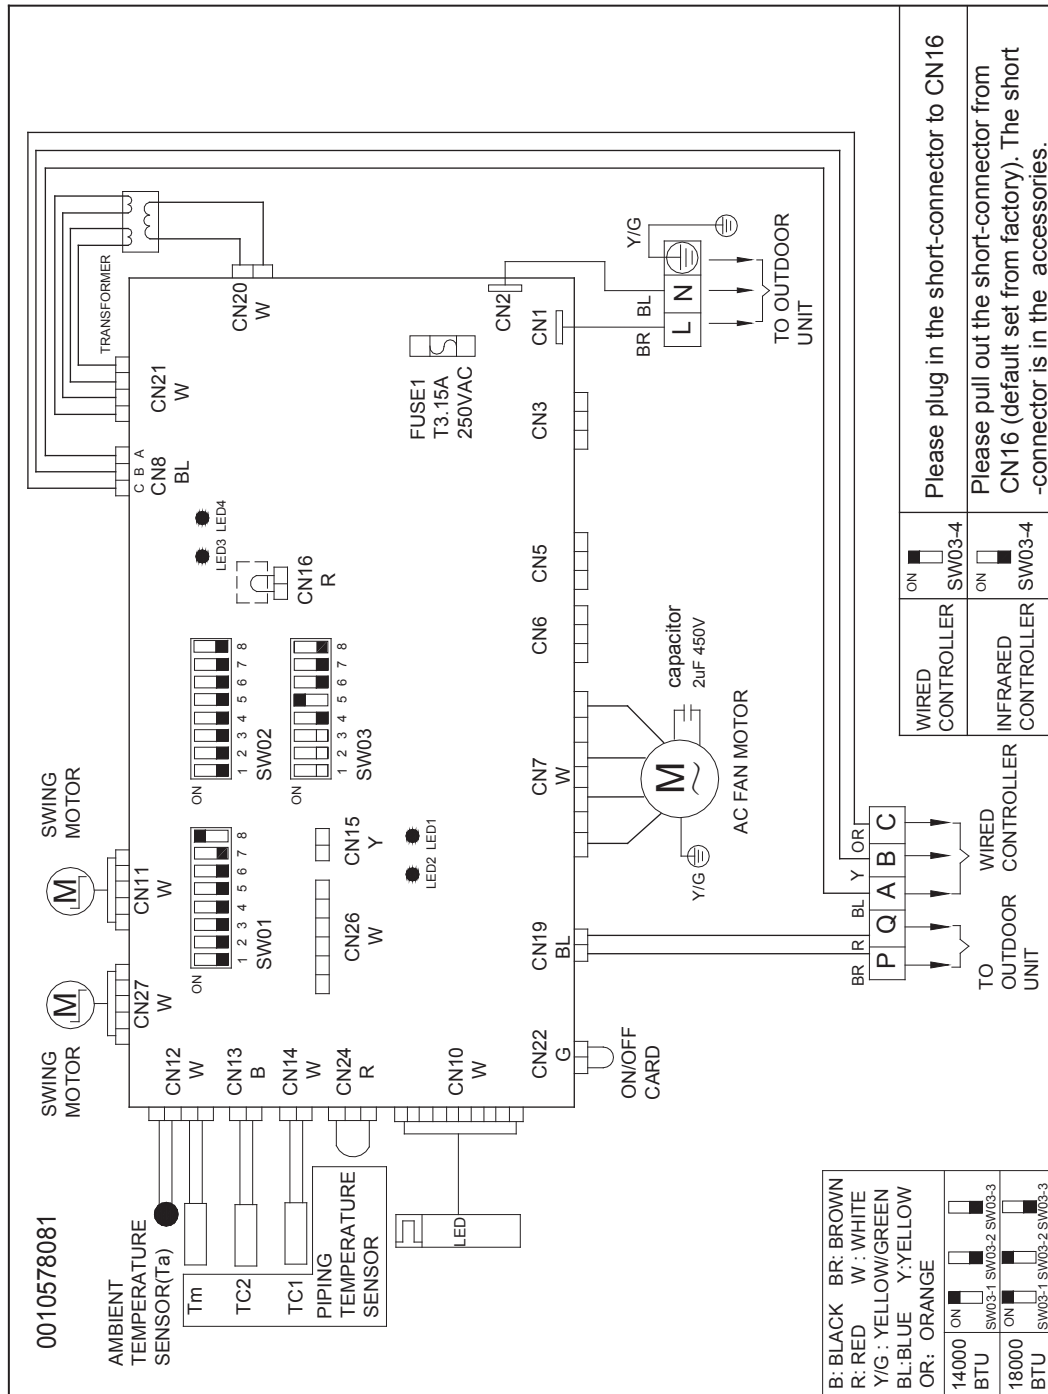 0010578081
AMBIENT
TEMPERATURE
SENSOR(Ta)
Tm
TC2
TC1
PIPING
TEMPERATURE
SENSOR
LED
SWING
MOTOR
M
SWING
MOTOR
M
CN27
W
CN11
W
CN12
W
CN13
B
CN14
W
CN24
R
CN10
W
CN22
G
ON/OFF
CARD
ON
1 2 3 4 5 6 7 8
SW01
ON
1 2 3 4 5 6 7 8
SW02
ON
1 2 3 4 5 6 7 8
SW03
CN26
W
CN15
Y
LED2 LED1
LED3 LED4
CN16
R
C B A
CN8
BL
CN21
W
TRANSFORMER
CN20
W
FUSE1
T3.15A
250VAC
CN19
BL
CN7
W
CN6
CN5
CN3
CN1
CN2
M
~
AC FAN MOTOR
Y/G
capacitor
2uF 450V
BR BL Y/G
L N
TO OUTDOOR
UNIT
BR R BL Y OR
P Q A B C
TO
OUTDOOR
UNIT
WIRED
CONTROLLER
B: BLACK BR: BROWN
R: RED W : WHITE
Y/G : YELLOW/GREEN
BL:BLUE Y:YELLOW
OR: ORANGE
14000
BTU
ON
SW03-1 SW03-2 SW03-3
18000
BTU
ON
SW03-1 SW03-2 SW03-3
WIRED
CONTROLLER
ON
SW03-4
Please plug in the short-connector to CN16
INFRARED
CONTROLLER
ON
SW03-4
Please pull out the short-connector from
CN16 (default set from factory). The short
-connector is in the accessories.